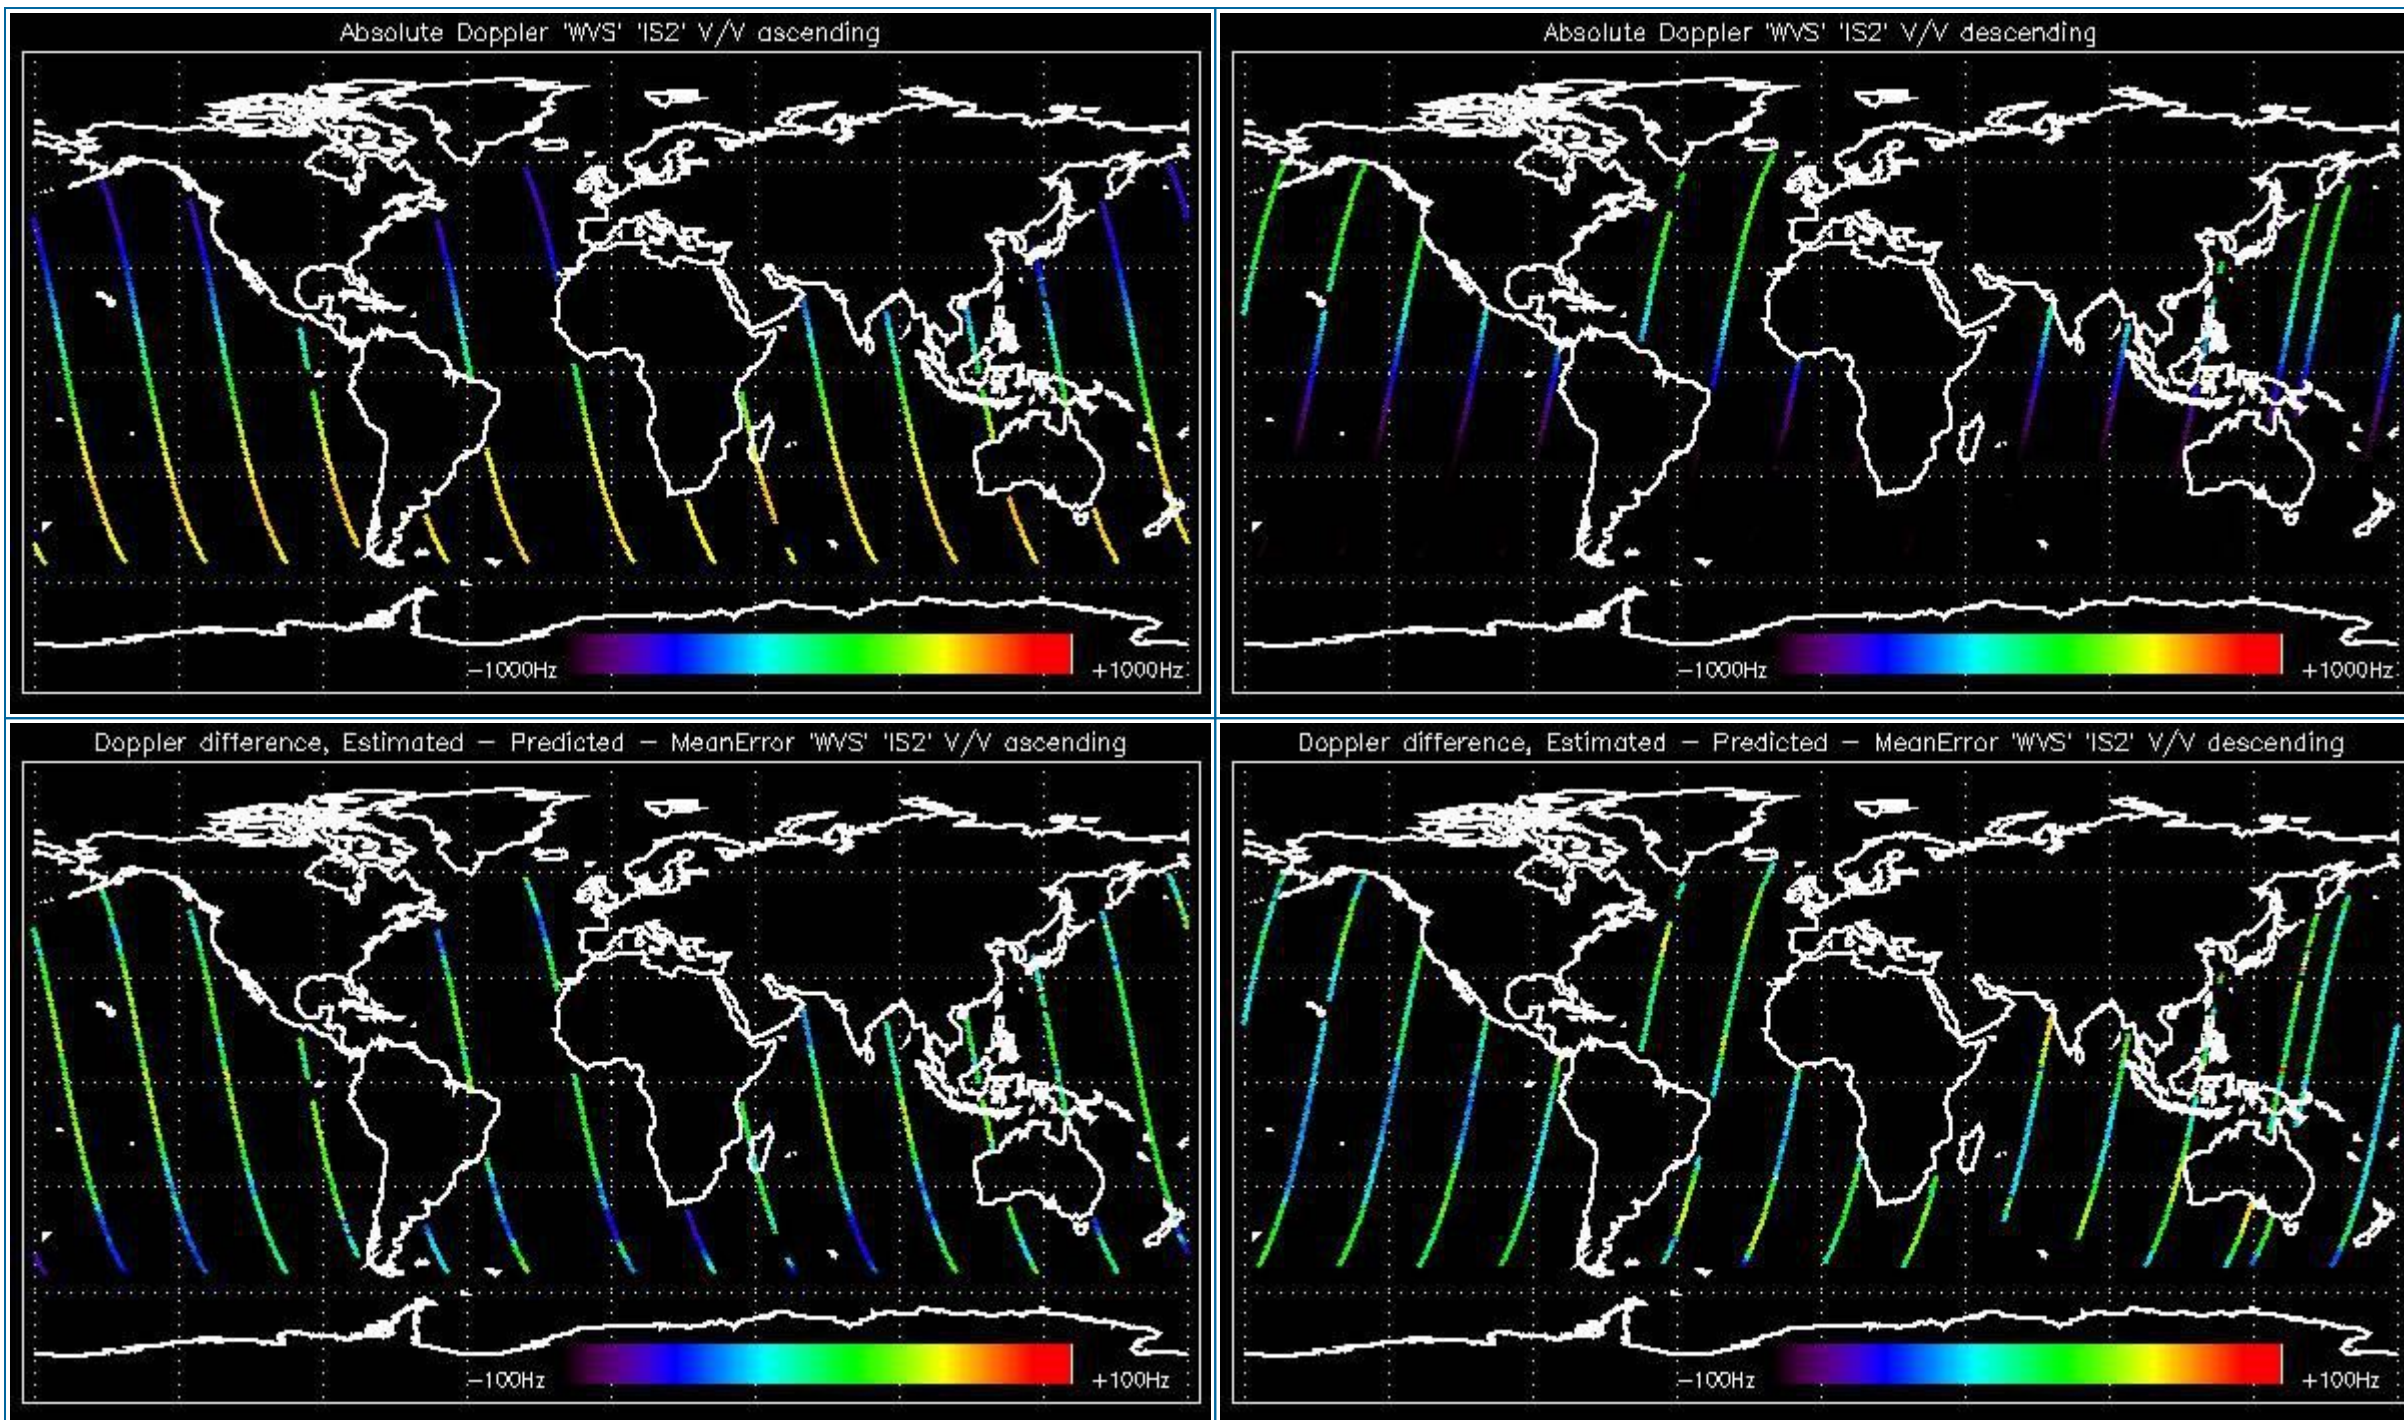 Absolute Doppler 'WVS' 'IS2' V/V ascending
-1000Hz +1000Hz
Absolute Doppler 'WVS' 'IS2' V/V descending
-1000Hz +1000Hz
Doppler difference, Estimated - Predicted - MeanError 'WVS' 'IS2' V/V ascending
-100Hz +100Hz
Doppler difference, Estimated - Predicted - MeanError 'WVS' 'IS2' V/V descending
-100Hz +100Hz